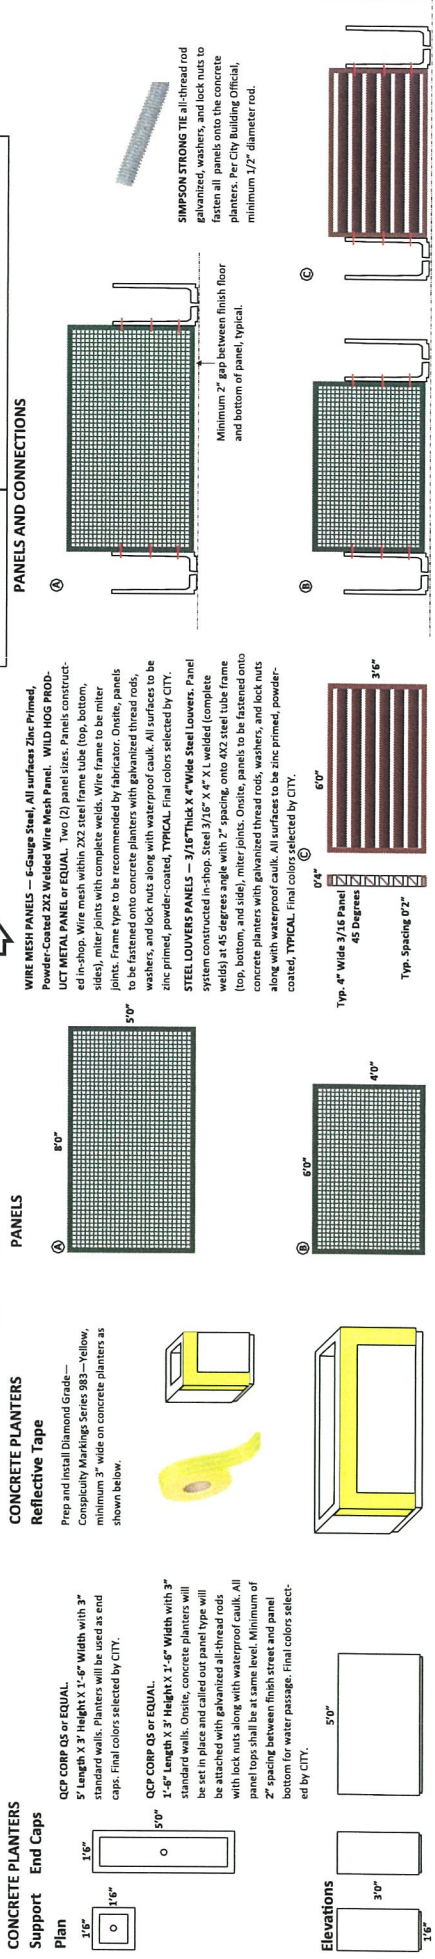 CONCRETE PLANTERS
Support End Caps
Plan
1'6"
1'6"
1'6"
5'0"
QCP CORP QS or EQUAL.
5' Length X 3' Height X 1'-6" Width with 3"
standard walls. Planters will be used as end
caps. Final colors selected by CITY.
QCP CORP QS or EQUAL.
1'-6" Length X 3' Height X 1'-6" Width with 3"
standard walls. Onsite, concrete planters will
be set in place and called out panel type will
be attached with galvanized all-thread rods
with lock nuts along with waterproof caulk. All
panel tops shall be at same level. Minimum of
2" spacing between finish street and panel
bottom for water passage. Final colors select-
ed by CITY.
Elevations
3'0"
1'6"
5'0"
CONCRETE PLANTERS
Reflective Tape
Prep and install Diamond Grade—
Conspicuity Markings Series 983—Yellow,
minimum 3" wide on concrete planters as
shown below.
PANELS
A
8'0"
5'0"
B
6'0"
4'0"
WIRE MESH PANELS — 6-Gauge Steel, All surfaces Zinc Primed,
Powder-Coated 2X2 Welded Wire Mesh Panel. WILD HOG PROD-
UCT METAL PANEL or EQUAL. Two (2) panel sizes. Panels construct-
ed in-shop. Wire mesh within 2X2 steel frame tube (top, bottom,
sides), miter joints with complete welds. Wire frame to be miter
joints. Frame type to be recommended by fabricator. Onsite, panels
to be fastened onto concrete planters with galvanized thread rods,
washers, and lock nuts along with waterproof caulk. All surfaces to be
zinc primed, powder-coated, TYPICAL. Final colors selected by CITY.
STEEL LOUVERS PANELS — 3/16"Thick X 4"Wide Steel Louvers. Panel
system constructed in-shop. Steel 3/16" X 4" X L welded (complete
welds) at 45 degrees angle with 2" spacing, onto 4X2 steel tube frame
(top, bottom, and side), miter joints. Onsite, panels to be fastened onto
concrete planters with galvanized thread rods, washers, and lock nuts
along with waterproof caulk. All surfaces to be zinc primed, powder-
coated, TYPICAL. Final colors selected by CITY.
C
0'4"
6'0"
3'6"
Typ. 4" Wide 3/16 Panel
45 Degrees
Typ. Spacing 0'2"
PANELS AND CONNECTIONS
A
Minimum 2" gap between finish floor
and bottom of panel, typical.
SIMPSON STRONG TIE all-thread rod
galvanized, washers, and lock nuts to
fasten all panels onto the concrete
planters. Per City Building Official,
minimum 1/2" diameter rod.
B
C